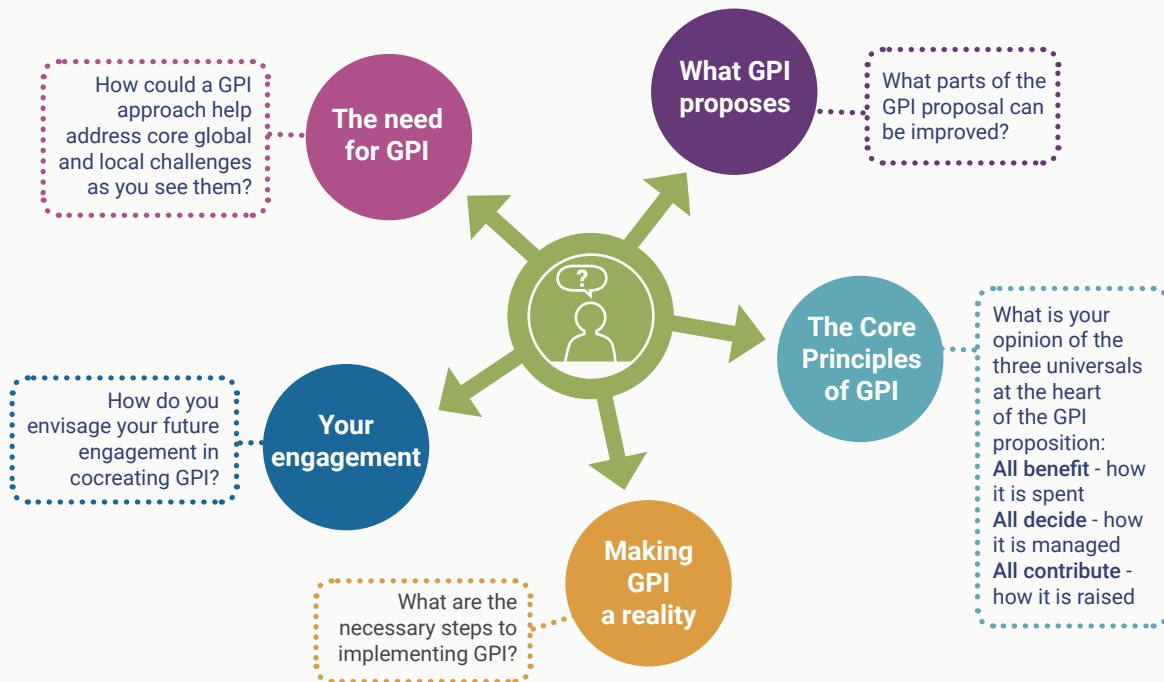 How could a GPI
approach help
address core global
and local challenges
as you see them?
The need
for GPI
What GPI
proposes
What parts of the
GPI proposal can
be improved?
?
The Core
Principles
of GPI
What is your
opinion of the
three universals
at the heart
of the GPI
proposition:
All benefit - how
it is spent
All decide - how
it is managed
All contribute -
how it is raised
How do you
envisage your future
engagement in
cocreating GPI?
Your
engagement
Making
GPI
a reality
What are the
necessary steps to
implementing GPI?